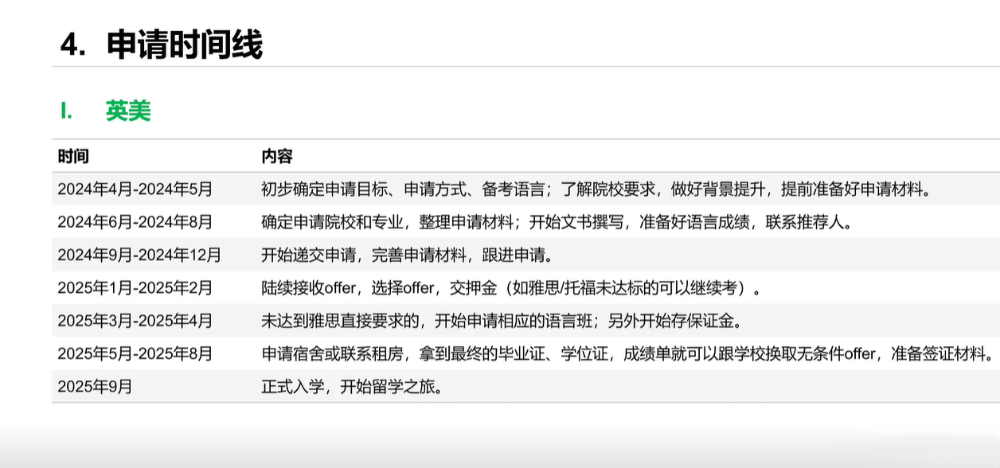 4. 申请时间线
I. 英美
时间 内容
2024年4月-2024年5月 初步确定申请目标、申请方式、备考语言；了解院校要求，做好背景提升，提前准备好申请材料。
2024年6月-2024年8月 确定申请院校和专业，整理申请材料；开始文书撰写，准备好语言成绩，联系推荐人。
2024年9月-2024年12月 开始递交申请，完善申请材料，跟进申请。
2025年1月-2025年2月 陆续接收offer，选择offer，交押金（如雅思/托福未达标的可以继续考）。
2025年3月-2025年4月 未达到雅思直接要求的，开始申请相应的语言班；另外开始存保证金。
2025年5月-2025年8月 申请宿舍或联系租房，拿到最终的毕业证、学位证，成绩单就可以跟学校换取无条件offer，准备签证材料。
2025年9月 正式入学，开始留学之旅。